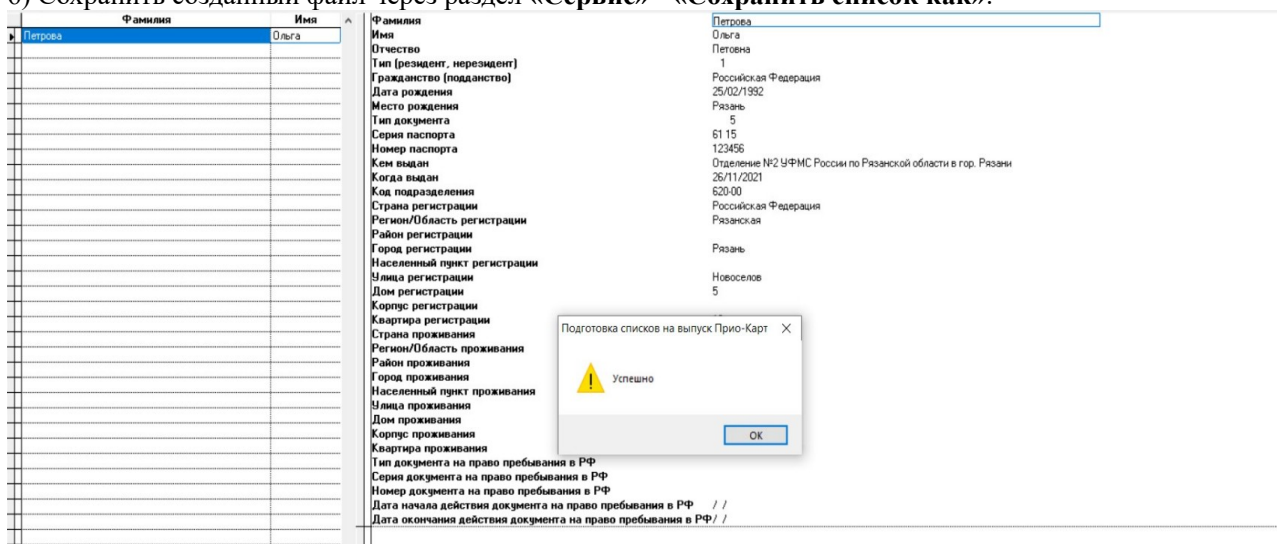 6) Сохранить созданный файл через раздел «Сервис» – «Сохранить список как».
Фамилия Имя
Петрова Ольга
Фамилия Петрова
Имя Ольга
Отчество Петовна
Тип (резидент, нерезидент) 1
Гражданство (подданство) Российская Федерация
Дата рождения 25/02/1992
Место рождения Рязань
Тип документа 5
Серия паспорта 61 15
Номер паспорта 123456
Кем выдан Отделение №2 УФМС России по Рязанской области в гор. Рязани
Когда выдан 26/11/2021
Код подразделения 620-00
Страна регистрации Российская Федерация
Регион/Область регистрации Рязанская
Район регистрации
Город регистрации Рязань
Населенный пункт регистрации
Улица регистрации Новоселов
Дом регистрации 5
Корпус регистрации
Квартира регистрации
Страна проживания
Регион/Область проживания
Район проживания
Город проживания
Населенный пункт проживания
Улица проживания
Дом проживания
Корпус проживания
Квартира проживания
Тип документа на право пребывания в РФ
Серия документа на право пребывания в РФ
Номер документа на право пребывания в РФ
Дата начала действия документа на право пребывания в РФ / /
Дата окончания действия документа на право пребывания в РФ / /
Подготовка списков на выпуск Прио-Карт
Успешно
OK